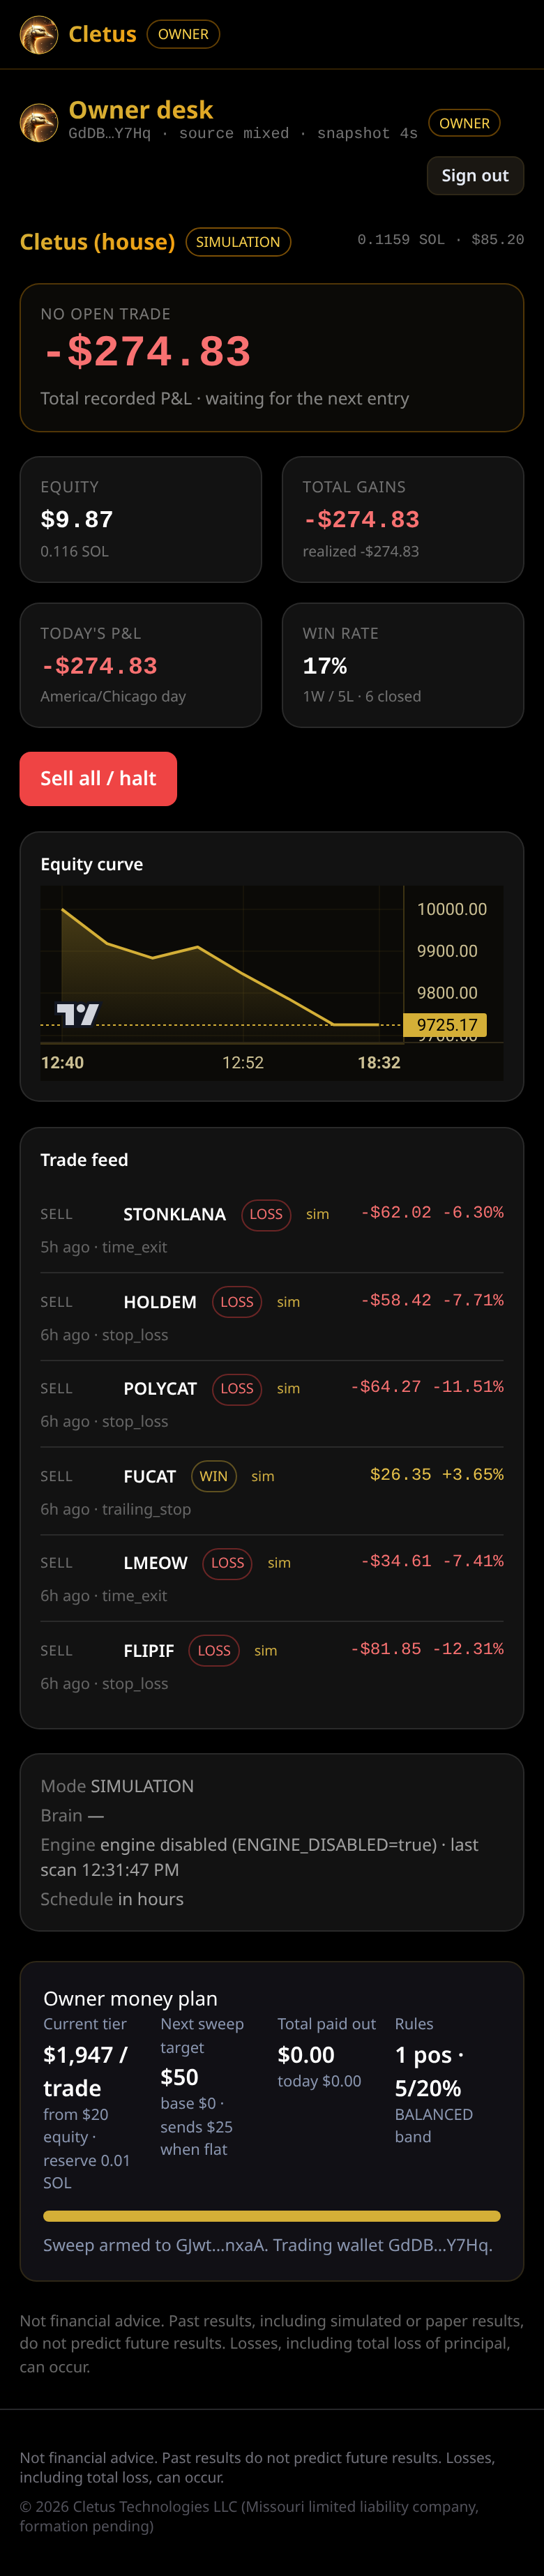 Cletus OWNER
Owner desk
GdDB…Y7Hq · source mixed · snapshot 4s OWNER
Sign out
Cletus (house) SIMULATION 0.1159 SOL · $85.20
NO OPEN TRADE
-$274.83
Total recorded P&L · waiting for the next entry
EQUITY
$9.87
0.116 SOL
TOTAL GAINS
-$274.83
realized -$274.83
TODAY'S P&L
-$274.83
America/Chicago day
WIN RATE
17%
1W / 5L · 6 closed
Sell all / halt
Equity curve
10000.00
9900.00
9800.00
9725.17
12:40 12:52 18:32
Trade feed
SELL STONKLANA LOSS sim -$62.02 -6.30%
5h ago · time_exit
SELL HOLDEM LOSS sim -$58.42 -7.71%
6h ago · stop_loss
SELL POLYCAT LOSS sim -$64.27 -11.51%
6h ago · stop_loss
SELL FUCAT WIN sim $26.35 +3.65%
6h ago · trailing_stop
SELL LMEOW LOSS sim -$34.61 -7.41%
6h ago · time_exit
SELL FLIPIF LOSS sim -$81.85 -12.31%
6h ago · stop_loss
Mode SIMULATION
Brain —
Engine engine disabled (ENGINE_DISABLED=true) · last
scan 12:31:47 PM
Schedule in hours
Owner money plan
Current tier
$1,947 /
trade
from $20
equity ·
reserve 0.01
SOL
Next sweep
target
$50
base $0 ·
sends $25
when flat
Total paid out
$0.00
today $0.00
Rules
1 pos ·
5/20%
BALANCED
band
Sweep armed to GJwt…nxaA. Trading wallet GdDB…Y7Hq.
Not financial advice. Past results, including simulated or paper results,
do not predict future results. Losses, including total loss of principal,
can occur.
Not financial advice. Past results do not predict future results. Losses,
including total loss, can occur.
© 2026 Cletus Technologies LLC (Missouri limited liability company,
formation pending)